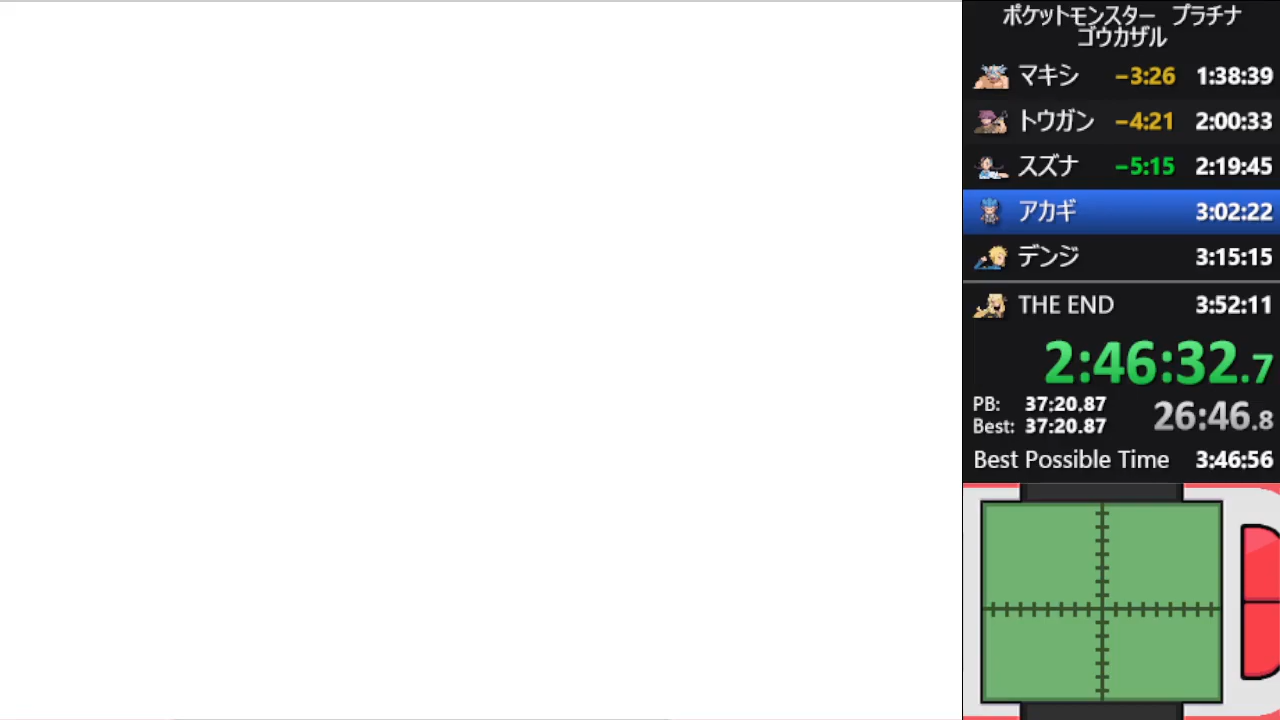 ポケットモンスター　プラチナ
ゴウカザル
マキシ −3:26 1:38:39
トウガン −4:21 2:00:33
スズナ −5:15 2:19:45
アカギ 3:02:22
デンジ 3:15:15
THE END 3:52:11
2:46:32.7
PB: 37:20.87
26:46.8
Best: 37:20.87
Best Possible Time 3:46:56